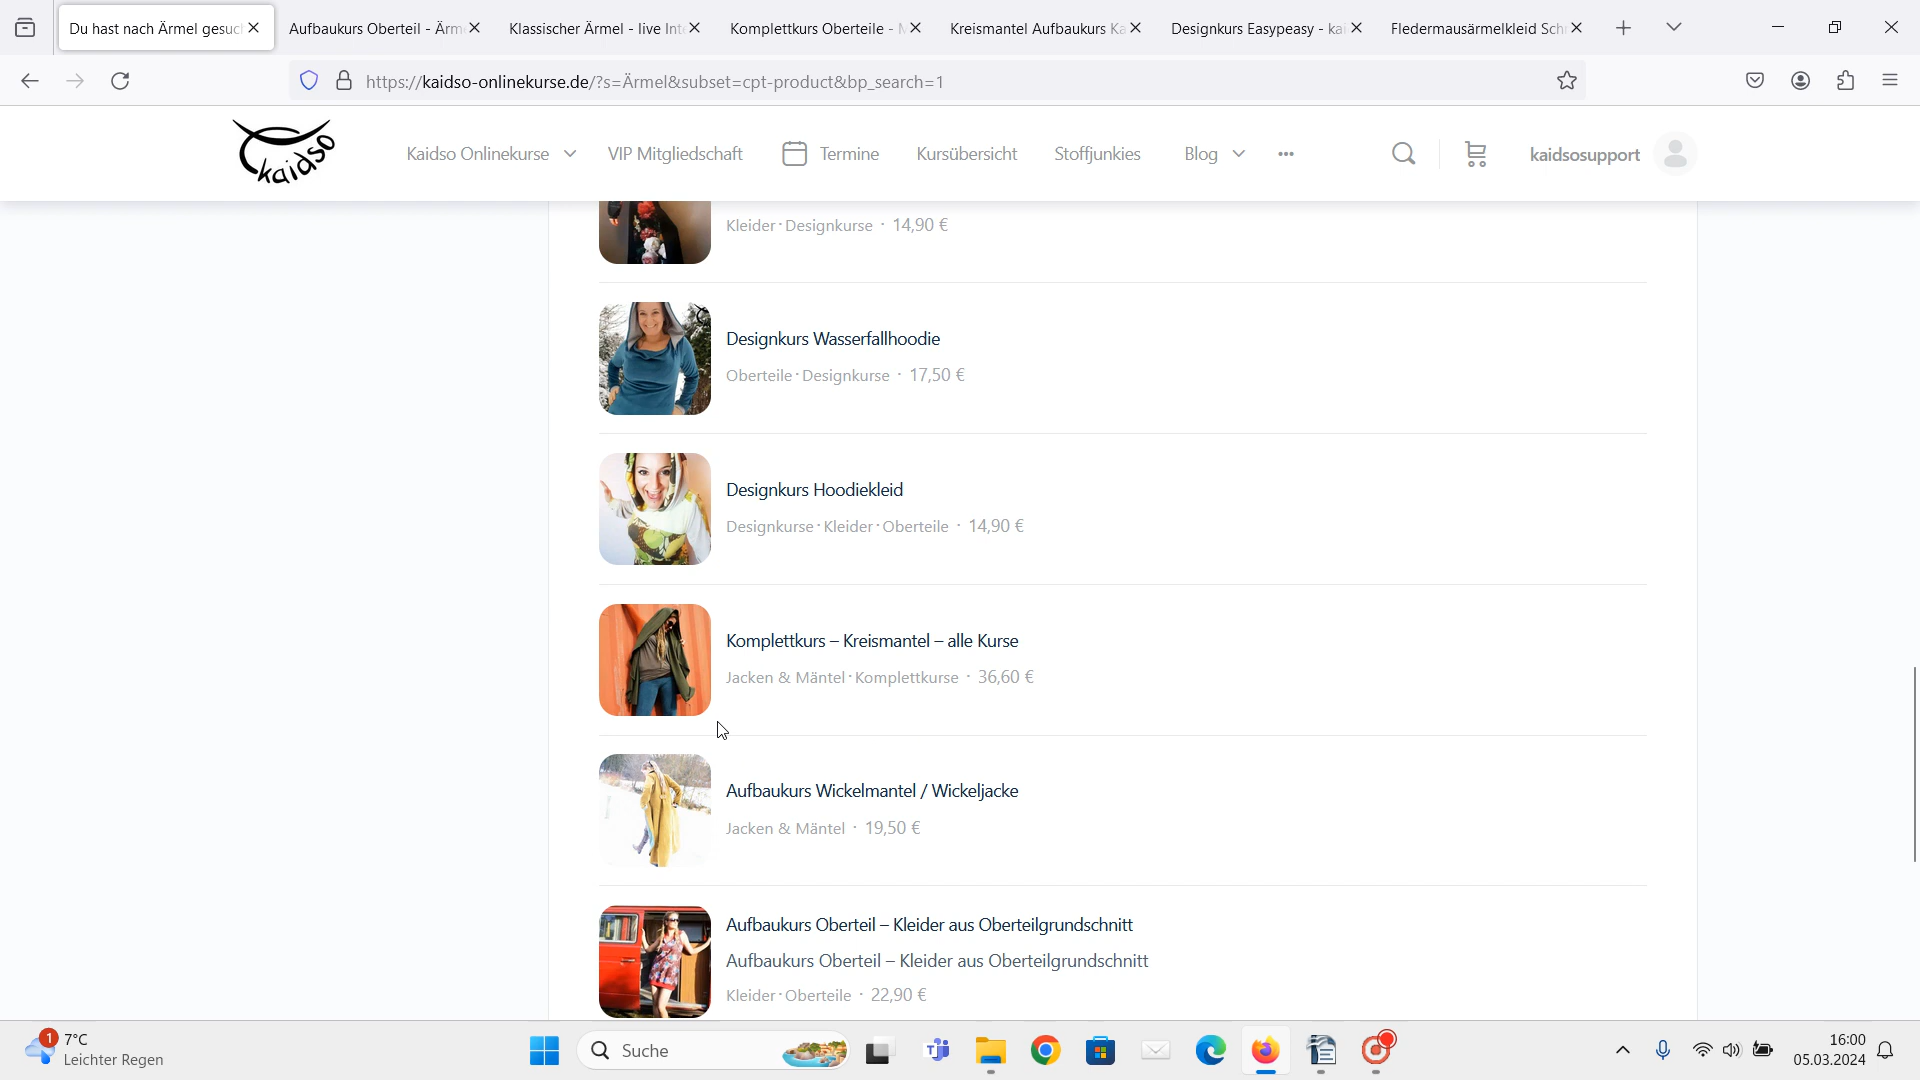 Du hast nach Ärmel gesuc
Aufbaukurs Oberteil - Ärm
Klassischer Ärmel - live Int
Komplettkurs Oberteile - M
Kreismantel Aufbaukurs Ka
Designkurs Easypeasy - kai
Fledermausärmelkleid Sch
https://kaidso-onlinekurse.de/?s=Ärmel&subset=cpt-product&bp_search=1
kaidso
Kaidso Onlinekurse
VIP Mitgliedschaft
Termine
Kursübersicht
Stoffjunkies
Blog
kaidsosupport
Kleider · Designkurse · 14,90 €
Designkurs Wasserfallhoodie
Oberteile · Designkurse · 17,50 €
Designkurs Hoodiekleid
Designkurse · Kleider · Oberteile · 14,90 €
Komplettkurs – Kreismantel – alle Kurse
Jacken & Mäntel · Komplettkurse · 36,60 €
Aufbaukurs Wickelmantel / Wickeljacke
Jacken & Mäntel · 19,50 €
Aufbaukurs Oberteil – Kleider aus Oberteilgrundschnitt
Aufbaukurs Oberteil – Kleider aus Oberteilgrundschnitt
Kleider · Oberteile · 22,90 €
1
7°C
Leichter Regen
Suche
16:00
05.03.2024